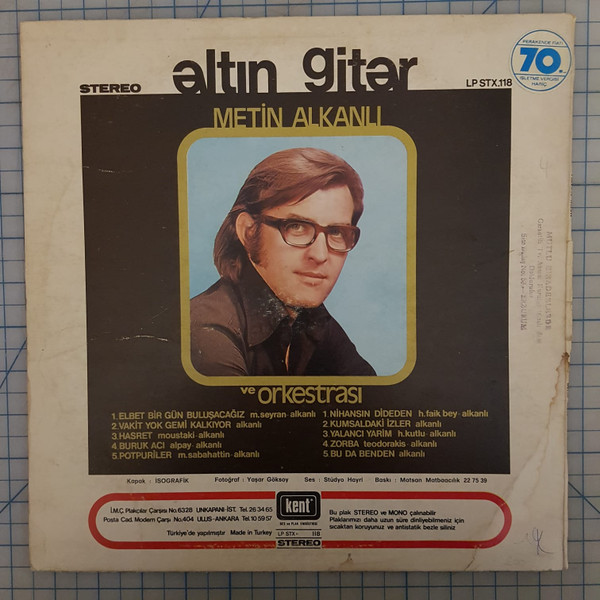 STEREO
altın gitar
LP STX.118
PERAKENDE FİATI
70.
İŞLETME VERGİSİ
HARİÇ
METİN ALKANLI
ve orkestrası
1. ELBET BİR GÜN BULUŞACAĞIZ m.seyran-alkanlı
2. VAKİT YOK GEMİ KALKIYOR alkanlı
3. HASRET moustaki-alkanlı
4. BURUK ACI alpay-alkanlı
5. POTPURİLER m.sabahattin-alkanlı
1. NİHANSIN DİDEDEN h.faik bey-alkanlı
2. KUMSALDAKİ İZLER alkanlı
3. YALANCI YARİM h.kutlu-alkanlı
4. ZORBA teodorakis-alkanlı
5. BU DA BENDEN alkanlı
Kapak : İSOGRAFİK Fotoğraf : Yaşar Göksoy Ses : Stüdyo Hayri Baskı : Matsan Matbaacılık 22 75 39
İ.M.Ç. Plakçılar Çarşısı No.6328 UNKAPANI-İST. Tel. 26 34 65
Posta Cad. Modern Çarşı No.404 ULUS-ANKARA Tel. 10 59 57
Türkiye'de yapılmıştır Made in Turkey
kent
LP STX - 118
STEREO
Bu plak STEREO ve MONO çalınabilir
Plaklarınızı daha uzun süre dinliyebilmeniz için
sıcaktan koruyunuz ve antistatik bezle siliniz
4